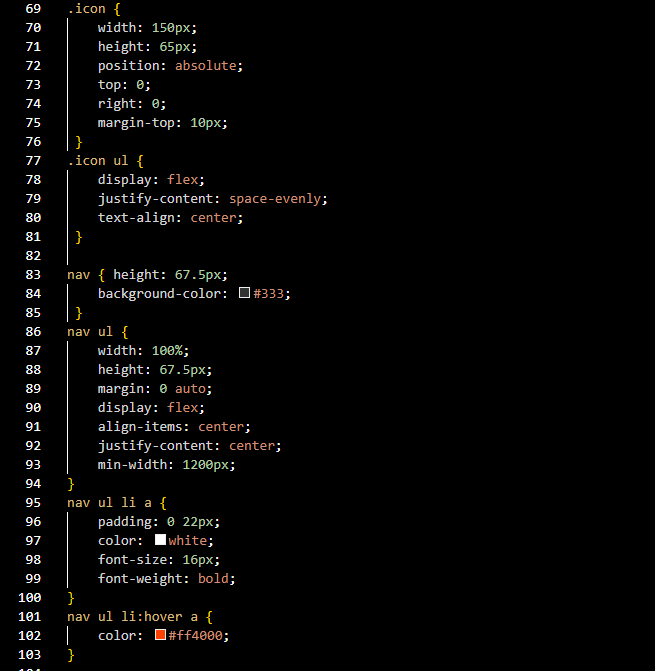 69 .icon {
70 width: 150px;
71 height: 65px;
72 position: absolute;
73 top: 0;
74 right: 0;
75 margin-top: 10px;
76 }
77 .icon ul {
78 display: flex;
79 justify-content: space-evenly;
80 text-align: center;
81 }
82
83 nav { height: 67.5px;
84 background-color: #333;
85 }
86 nav ul {
87 width: 100%;
88 height: 67.5px;
89 margin: 0 auto;
90 display: flex;
91 align-items: center;
92 justify-content: center;
93 min-width: 1200px;
94 }
95 nav ul li a {
96 padding: 0 22px;
97 color: white;
98 font-size: 16px;
99 font-weight: bold;
100 }
101 nav ul li:hover a {
102 color: #ff4000;
103 }